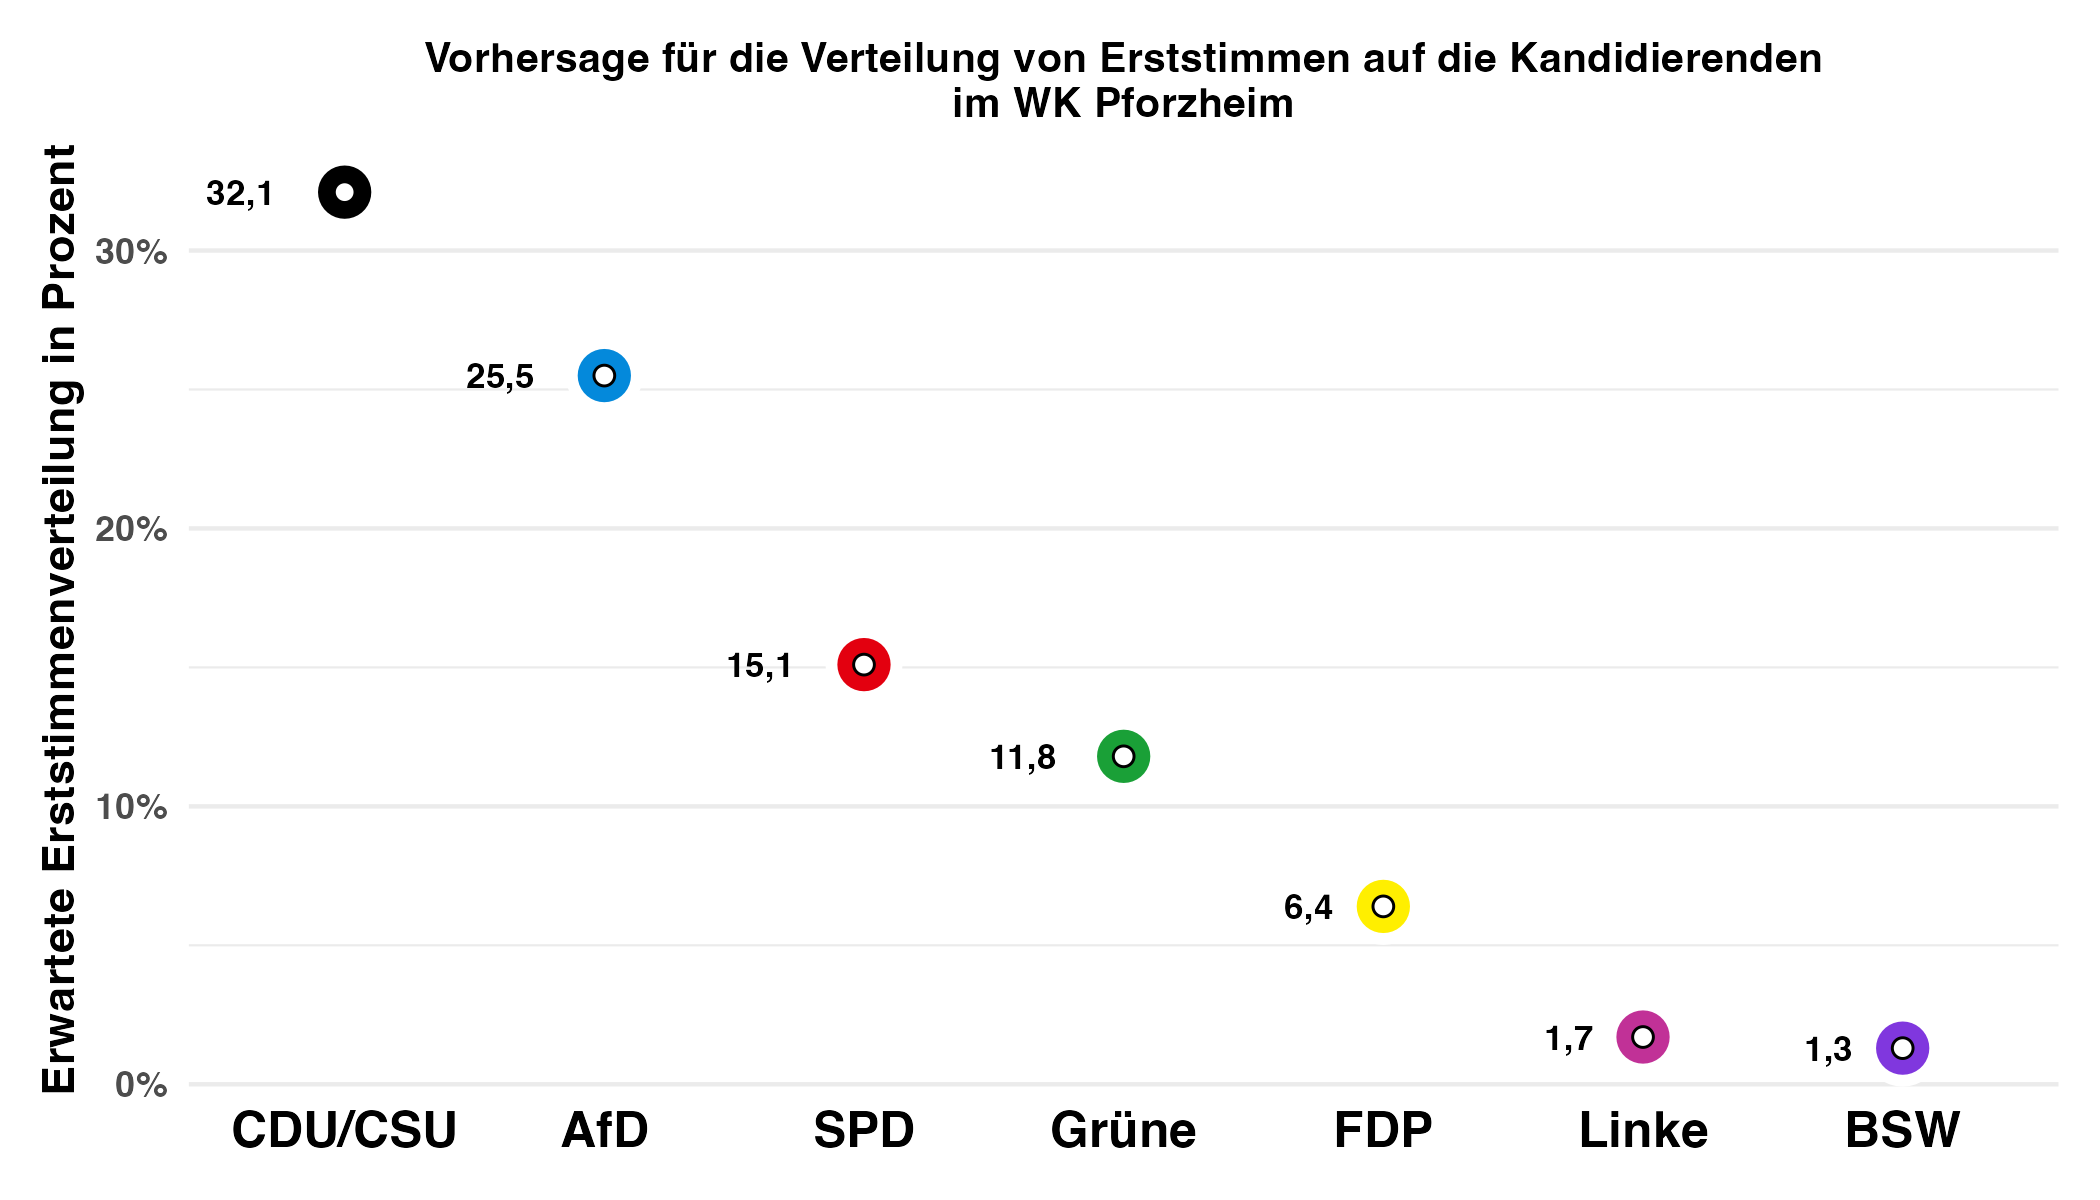 Vorhersage für die Verteilung von Erststimmen auf die Kandidierenden
im WK Pforzheim
Erwartete Erststimmenverteilung in Prozent
30%
20%
10%
0%
32,1
25,5
15,1
11,8
6,4
1,7
1,3
CDU/CSU
AfD
SPD
Grüne
FDP
Linke
BSW